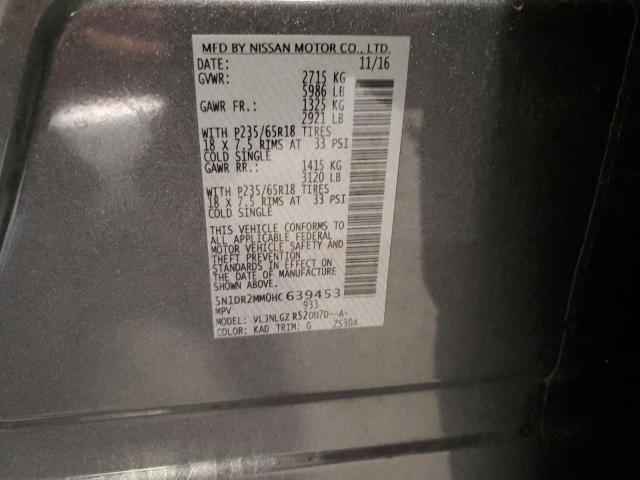 MFD BY NISSAN MOTOR CO., LTD.
DATE: 11/16
GVWR: 2715 KG
5986 LB
GAWR FR.: 1325 KG
2921 LB
WITH P235/65R18 TIRES
18 X 7.5 RIMS AT 33 PSI
COLD SINGLE
GAWR RR.: 1415 KG
3120 LB
WITH P235/65R18 TIRES
18 X 7.5 RIMS AT 33 PSI
COLD SINGLE
THIS VEHICLE CONFORMS TO
ALL APPLICABLE FEDERAL
MOTOR VEHICLE SAFETY AND
THEFT PREVENTION
STANDARDS IN EFFECT ON
THE DATE OF MANUFACTURE
SHOWN ABOVE.
5N1DR2MM0HC 639453
MPV 933
MODEL: VLJNLGZ R520U7D--A-
COLOR: KAD TRIM: G ZS30A